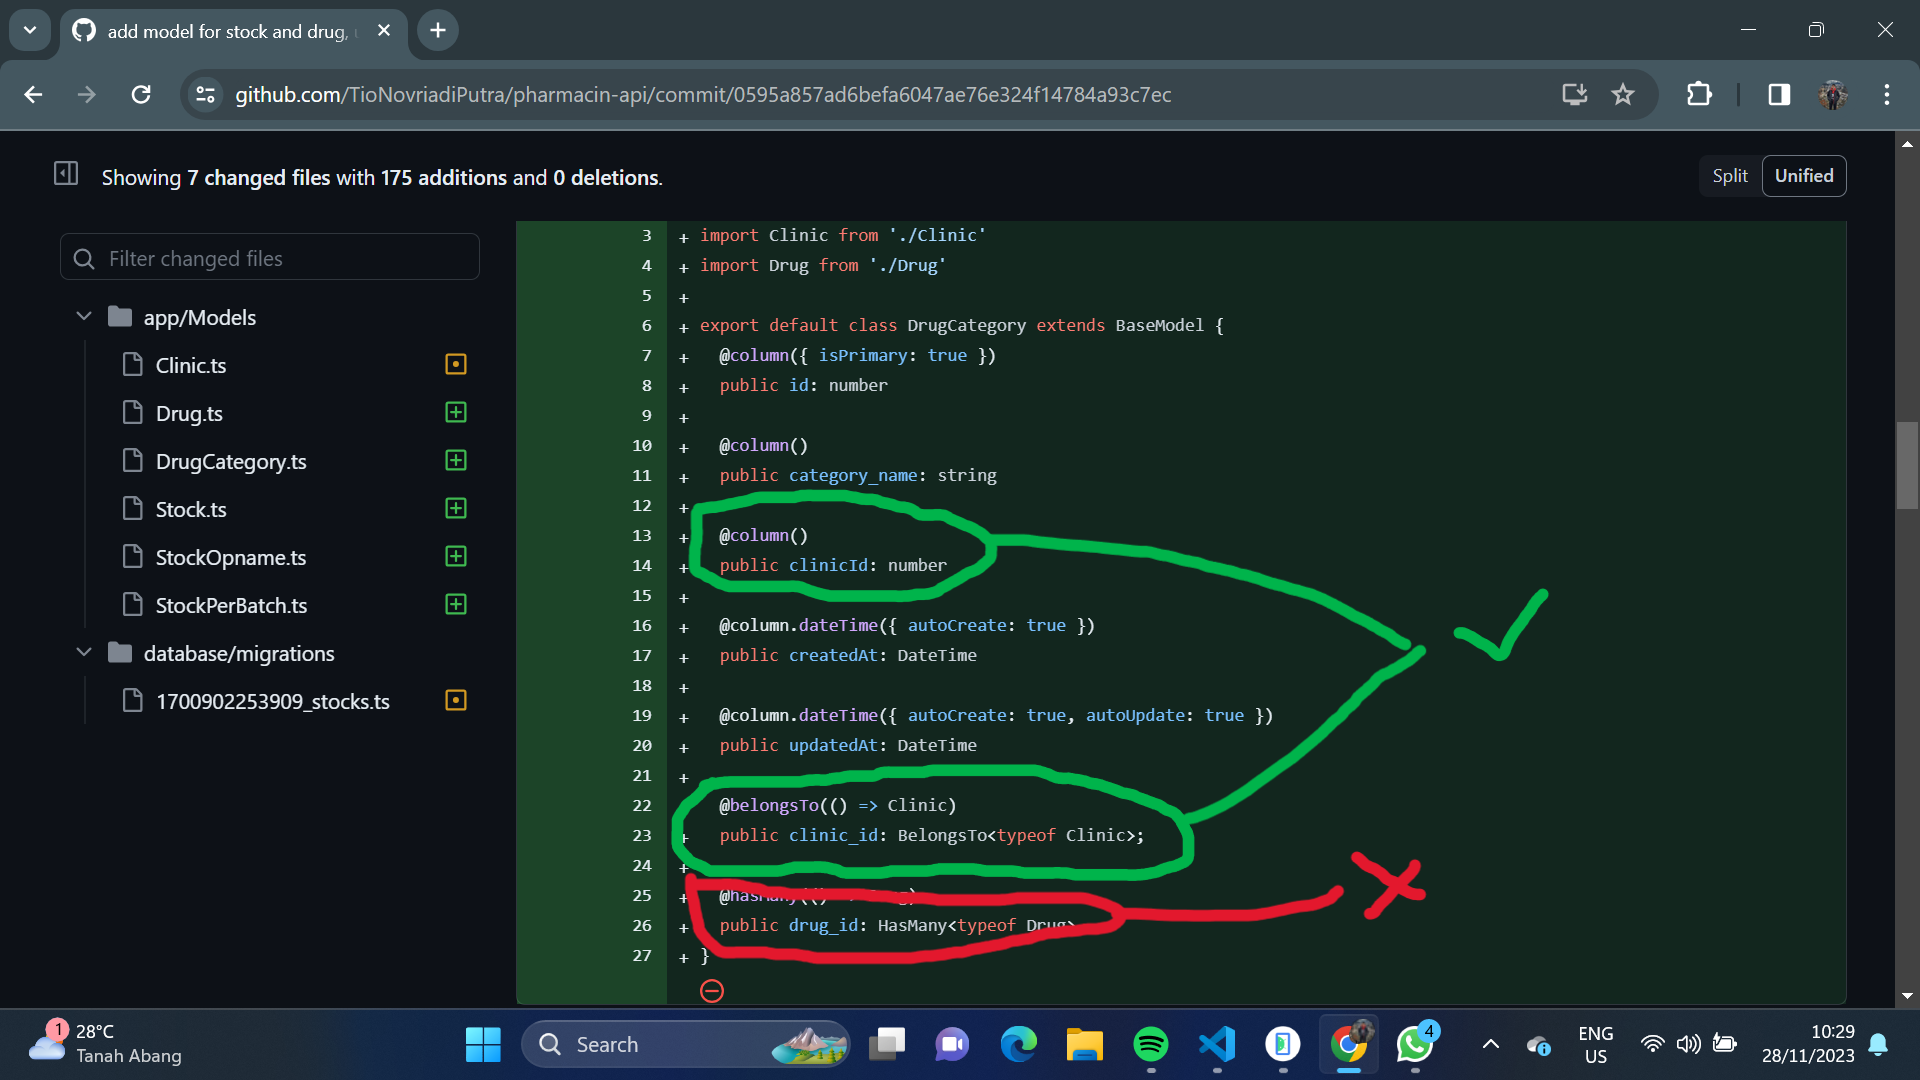 add model for stock and drug,
github.com/TioNovriadiPutra/pharmacin-api/commit/0595a857ad6befa6047ae76e324f14784a93c7ec
Showing 7 changed files with 175 additions and 0 deletions.
Split
Unified
Filter changed files
app/Models
Clinic.ts
Drug.ts
DrugCategory.ts
Stock.ts
StockOpname.ts
StockPerBatch.ts
database/migrations
1700902253909_stocks.ts
3 + import Clinic from './Clinic'
4 + import Drug from './Drug'
5 +
6 + export default class DrugCategory extends BaseModel {
7 + @column({ isPrimary: true })
8 + public id: number
9 +
10 + @column()
11 + public category_name: string
12 +
13 + @column()
14 + public clinicId: number
15 +
16 + @column.dateTime({ autoCreate: true })
17 + public createdAt: DateTime
18 +
19 + @column.dateTime({ autoCreate: true, autoUpdate: true })
20 + public updatedAt: DateTime
21 +
22 @belongsTo(() => Clinic)
23 + public clinic_id: BelongsTo<typeof Clinic>;
24 +
25 + @hasMany(() => Drug)
26 + public drug_id: HasMany<typeof Drug>
27 + }
1
28°C
Tanah Abang
Search
4
ENG
US
10:29
28/11/2023